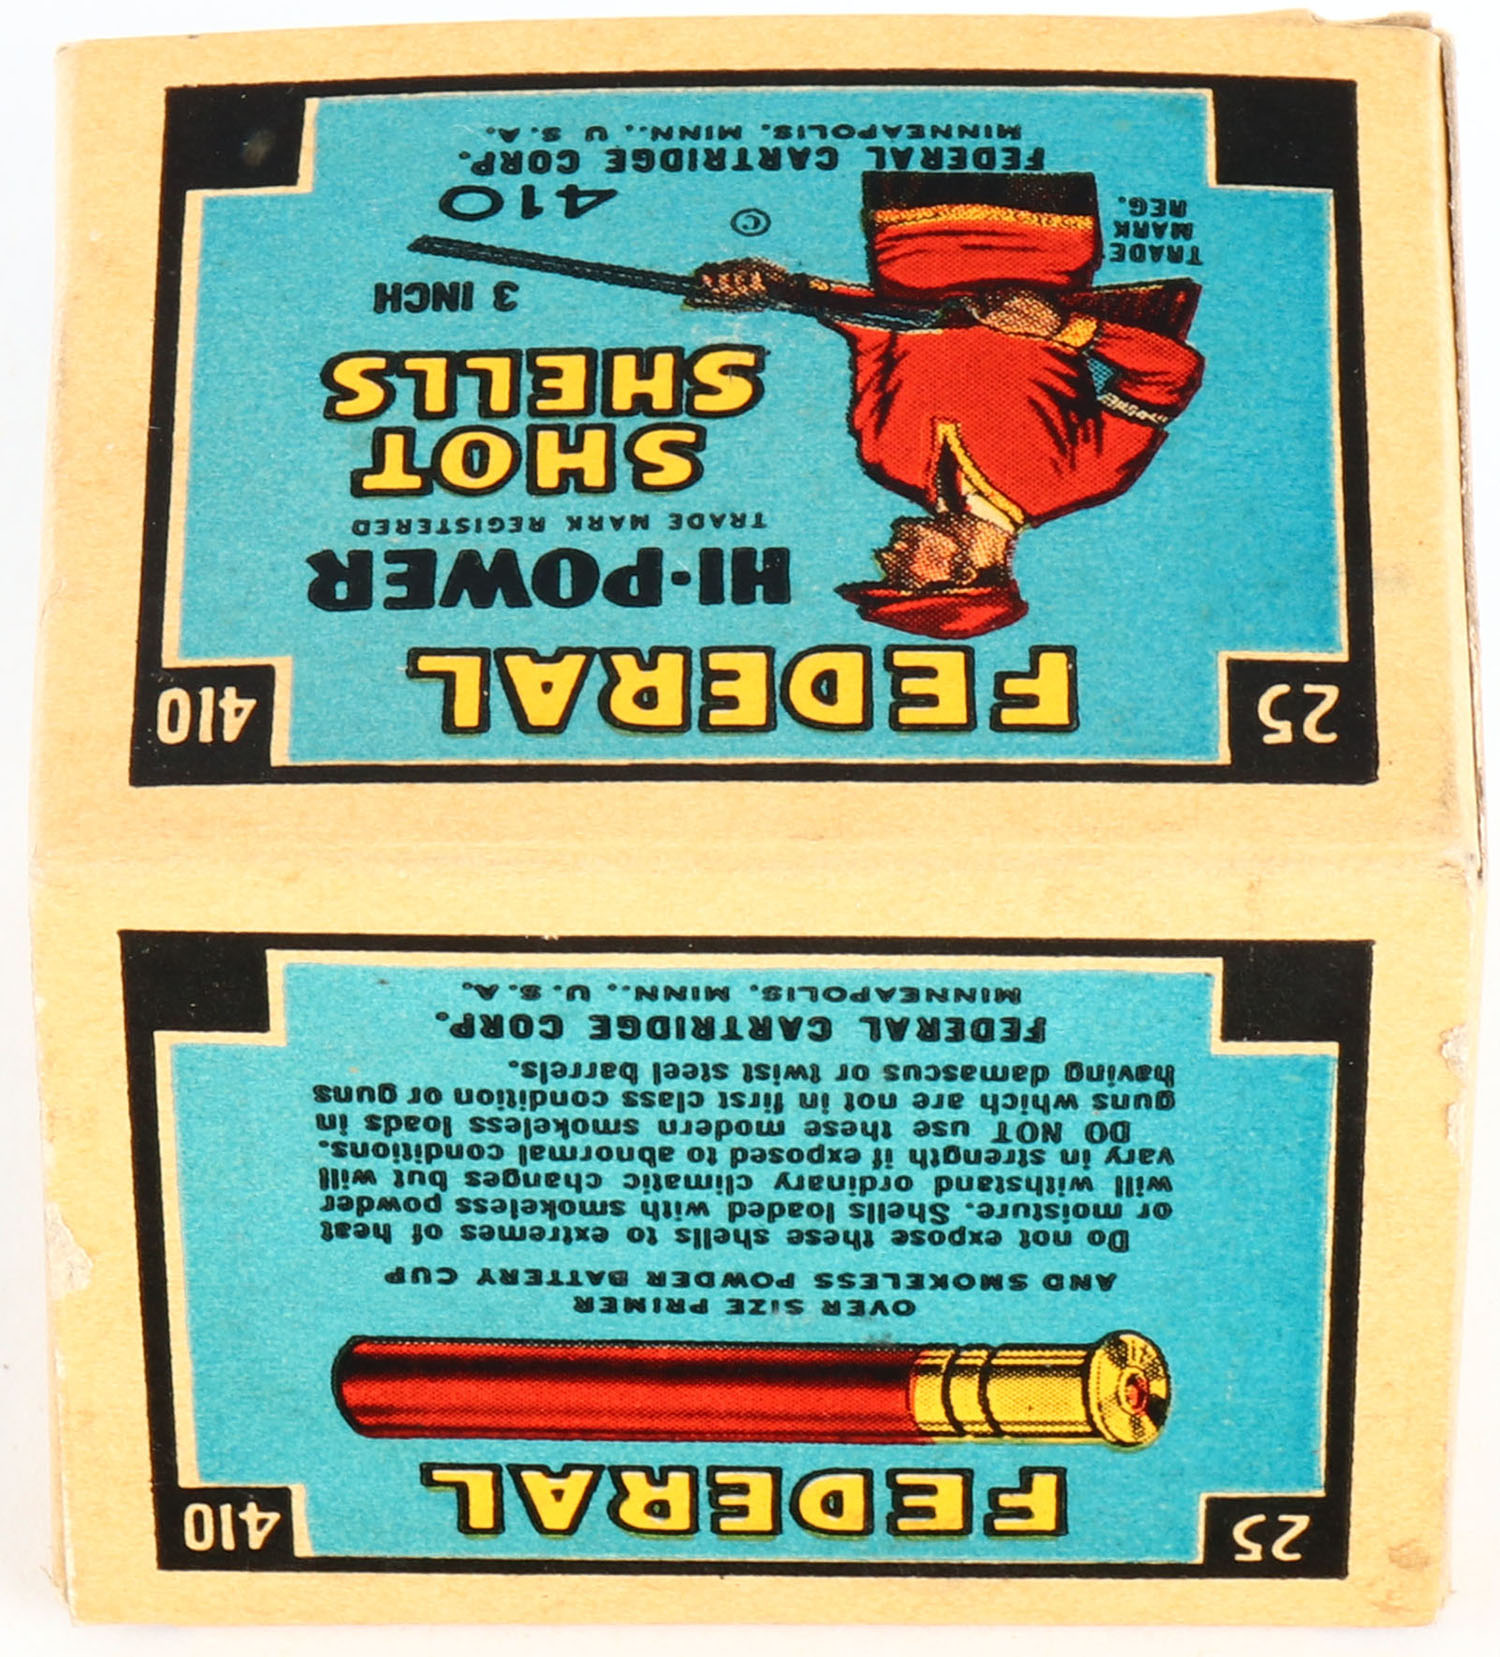 25
410
FEDERAL
OVER SIZE PRIMER
AND SMOKELESS POWDER BATTERY CUP
Do not expose these shells to extremes of heat
or moisture. Shells loaded with smokeless powder
will withstand ordinary climatic changes but will
vary in strength if exposed to abnormal conditions.
DO NOT use these modern smokeless loads in
guns which are not in first class condition or guns
having damascus or twist steel barrels.
FEDERAL CARTRIDGE CORP.
MINNEAPOLIS, MINN., U.S.A.
25
410
FEDERAL
HI-POWER
TRADE MARK REGISTERED
SHOT
SHELLS
3 INCH
TRADE
MARK
REG.
©
410
FEDERAL CARTRIDGE CORP.
MINNEAPOLIS, MINN., U.S.A.